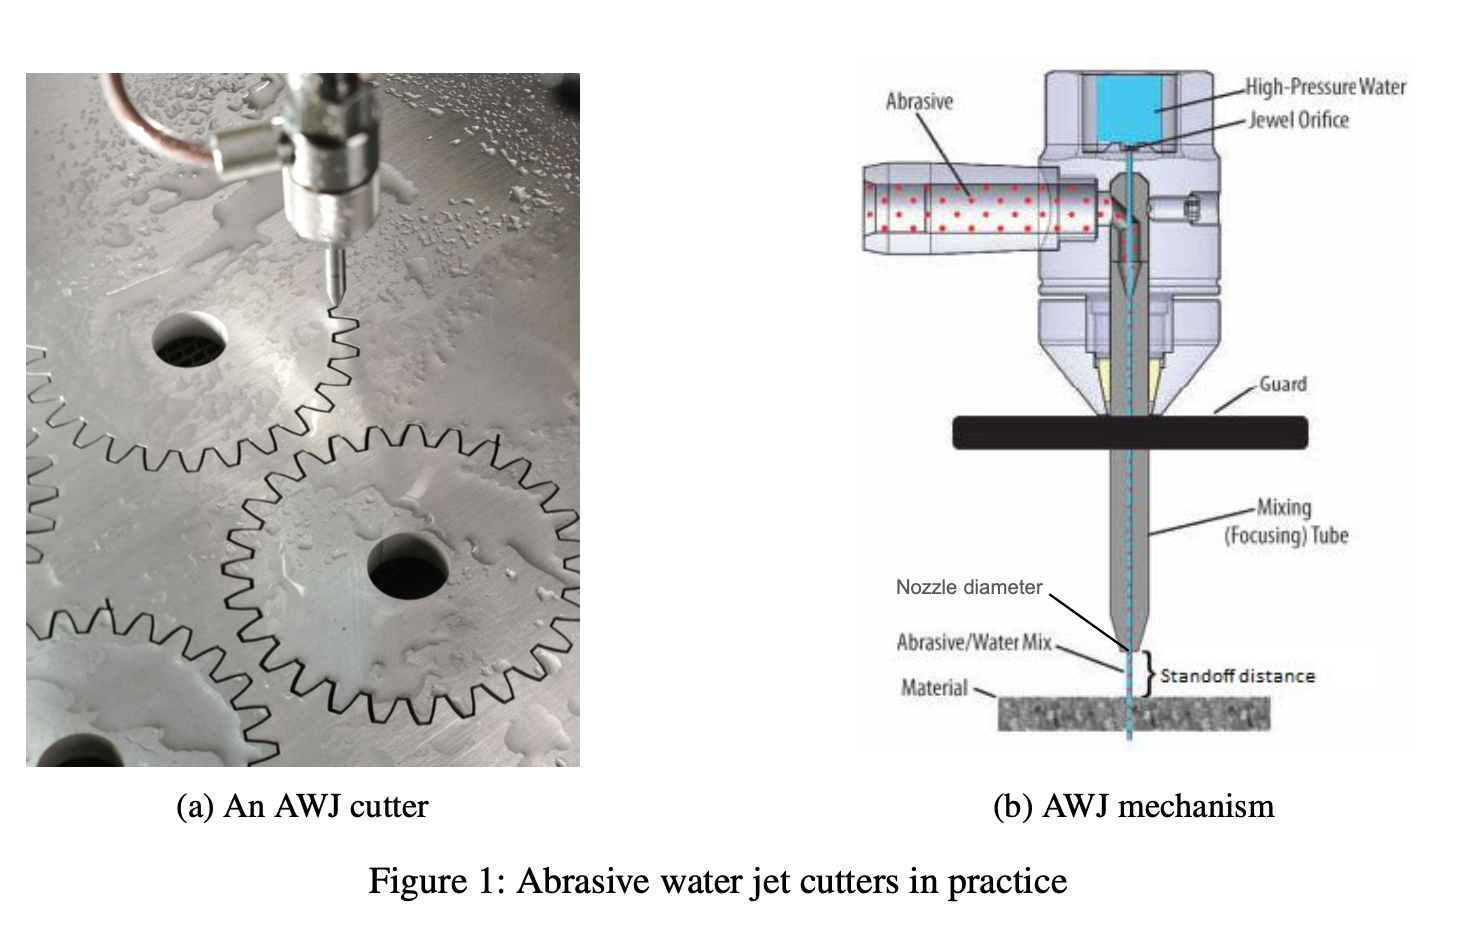 Abrasive
High-Pressure Water
Jewel Orifice
Guard
Mixing
(Focusing) Tube
Nozzle diameter
Abrasive/Water Mix
Standoff distance
Material
(a) An AWJ cutter
(b) AWJ mechanism
Figure 1: Abrasive water jet cutters in practice